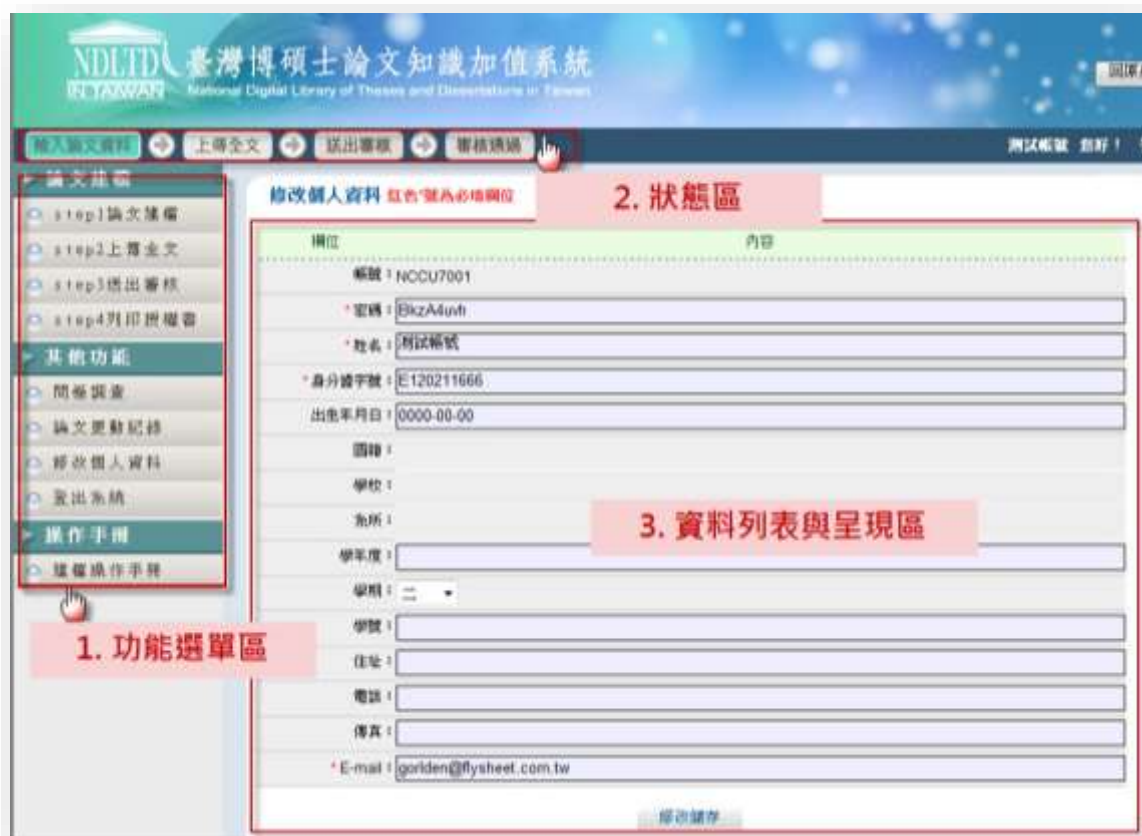 NDLTD 臺灣博碩士論文知識加值系統
IN TAIWAN National Digital Library of Theses and Dissertations in Taiwan
輸入論文資料 上傳全文 送出審核 審核通過 測試帳號 您好！
論文建檔
step1論文建檔
step2上傳全文
step3送出審核
step4列印授權書
其他功能
問卷調查
論文更動紀錄
修改個人資料
登出系統
操作手冊
建檔操作手冊
1. 功能選單區
修改個人資料 紅色*號為必填欄位
2. 狀態區
欄位 內容
帳號：NCCU7001
*密碼：BkzA4uvh
*姓名：測試帳號
*身分證字號：E120211666
出生年月日：0000-00-00
國籍：
學校：
系所：
3. 資料列表與呈現區
學年度：
學期：二
學號：
住址：
電話：
傳真：
*E-mail：gorlden@flysheet.com.tw
修改儲存